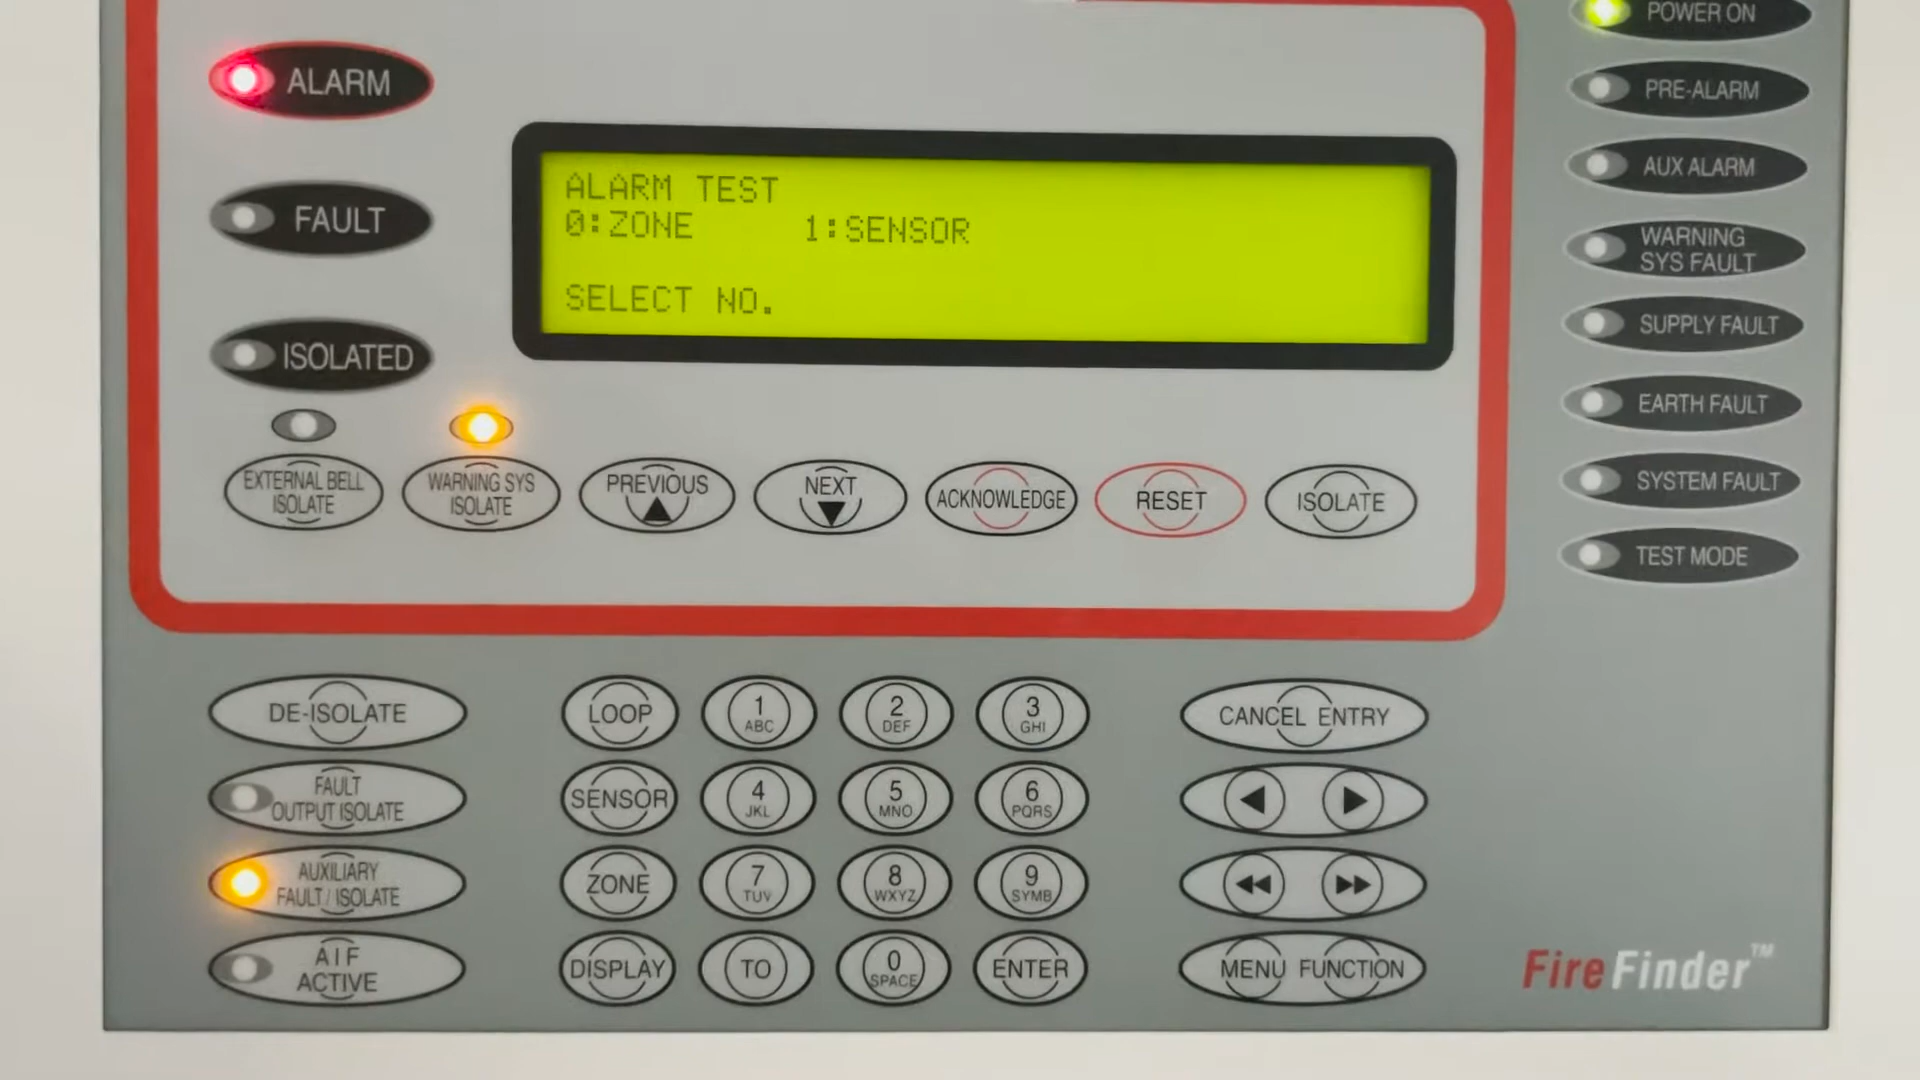 ALARM
FAULT
ISOLATED
ALARM TEST
0:ZONE 1:SENSOR
SELECT NO.
POWER ON
PRE-ALARM
AUX ALARM
WARNING
SYS FAULT
SUPPLY FAULT
EARTH FAULT
SYSTEM FAULT
TEST MODE
EXTERNAL BELL
ISOLATE
WARNING SYS
ISOLATE
PREVIOUS
NEXT
ACKNOWLEDGE
RESET
ISOLATE
DE-ISOLATE
FAULT
OUTPUT ISOLATE
AUXILIARY
FAULT/ISOLATE
AIF
ACTIVE
LOOP
1
ABC
2
DEF
3
GHI
SENSOR
4
JKL
5
MNO
6
PQRS
ZONE
7
TUV
8
WXYZ
9
SYMB
DISPLAY
TO
0
SPACE
ENTER
CANCEL ENTRY
MENU FUNCTION
FireFinder™